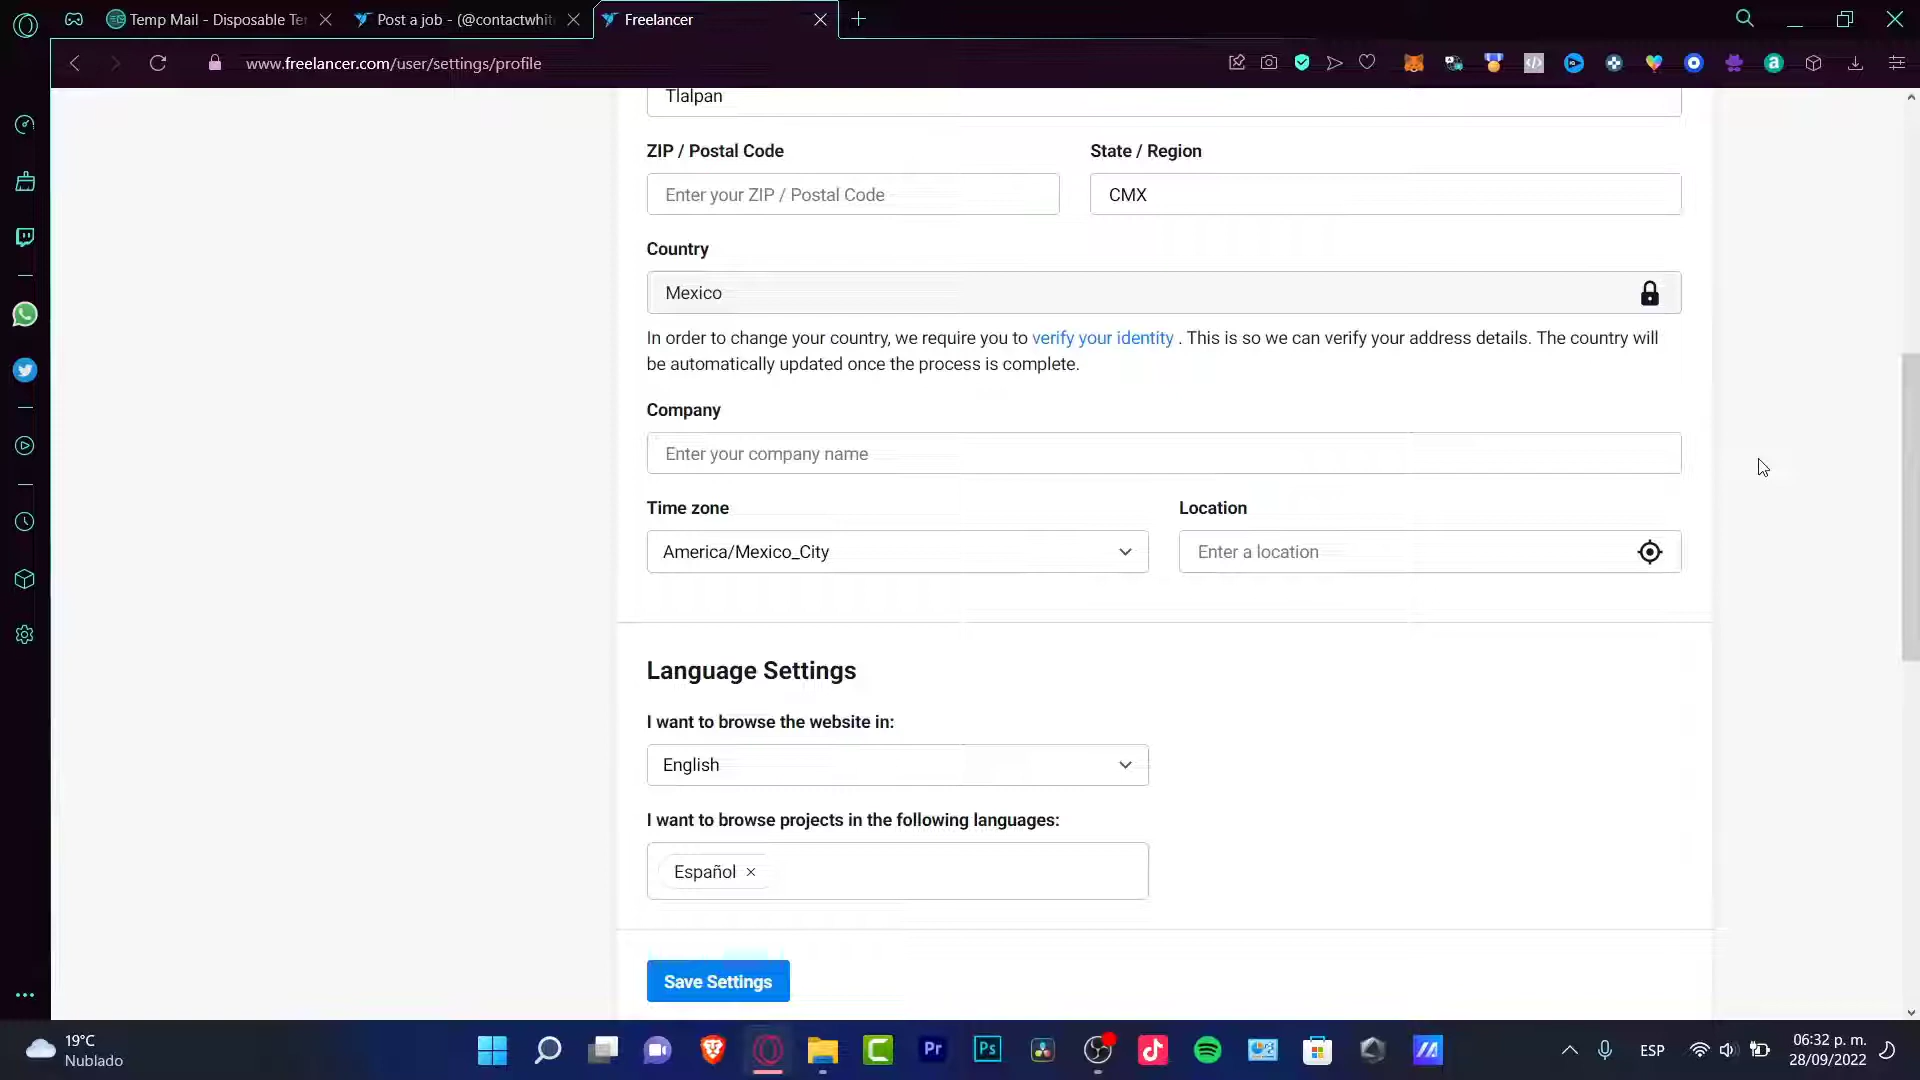 Temp Mail - Disposable Te
Post a job - (@contactwhit
Freelancer
www.freelancer.com/user/settings/profile
Tlalpan
ZIP / Postal Code
State / Region
Enter your ZIP / Postal Code
CMX
Country
Mexico
In order to change your country, we require you to verify your identity . This is so we can verify your address details. The country will
be automatically updated once the process is complete.
Company
Enter your company name
Time zone
Location
America/Mexico_City
Enter a location
Language Settings
I want to browse the website in:
English
I want to browse projects in the following languages:
Español ×
Save Settings
19°C
Nublado
Pr
Ps
ESP
06:32 p. m.
28/09/2022